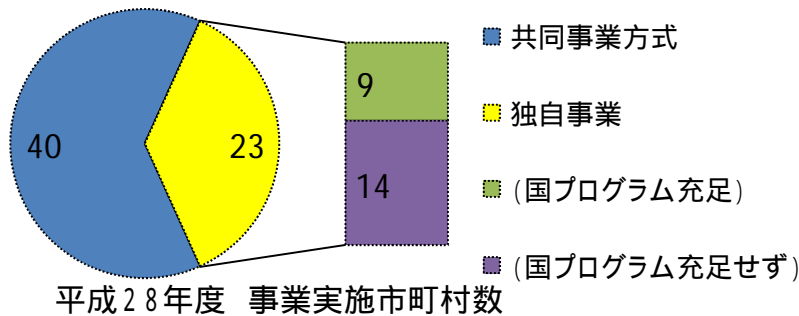 40
23
9
14
共同事業方式
独自事業
(国プログラム充足)
(国プログラム充足せず)
平成28年度 事業実施市町村数